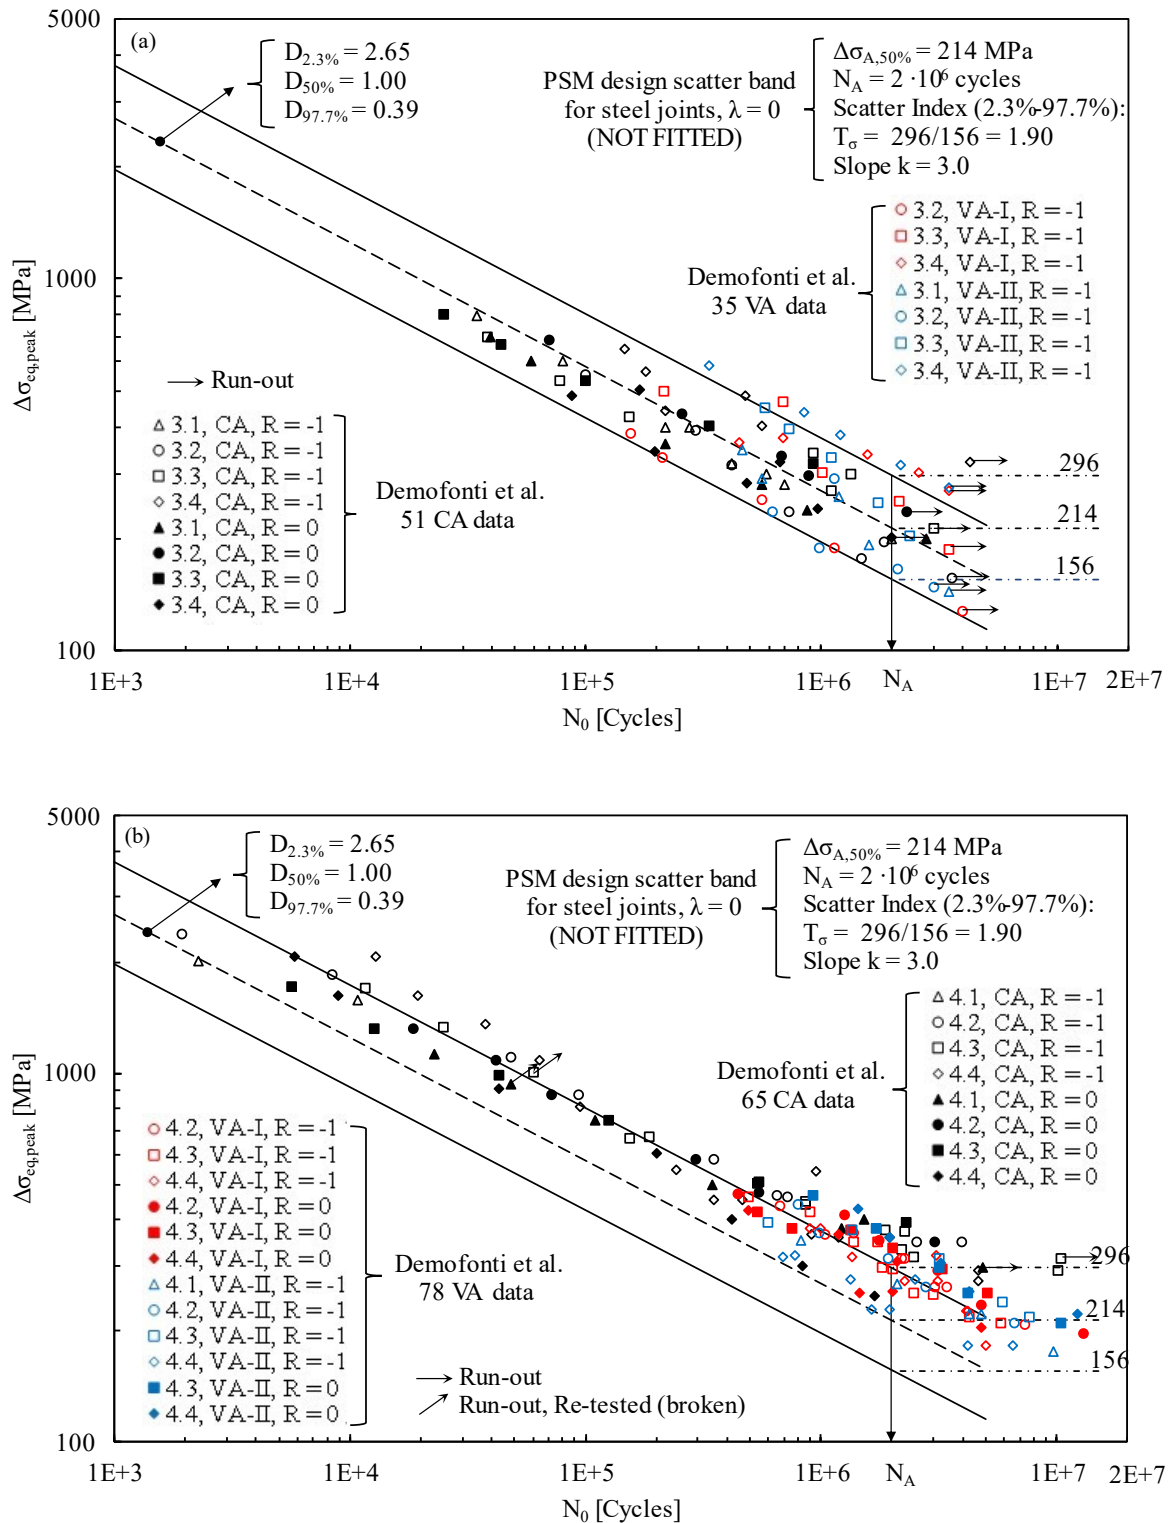 5000
(a)
D2.3% = 2.65
D50% = 1.00
D97.7% = 0.39
PSM design scatter band
for steel joints, λ = 0
(NOT FITTED)
ΔσA,50% = 214 MPa
NA = 2 ·10⁶ cycles
Scatter Index (2.3%-97.7%):
Tσ = 296/156 = 1.90
Slope k = 3.0
Demofonti et al.
35 VA data
3.2, VA-I, R = -1
3.3, VA-I, R = -1
3.4, VA-I, R = -1
3.1, VA-II, R = -1
3.2, VA-II, R = -1
3.3, VA-II, R = -1
3.4, VA-II, R = -1
1000
Δσeq,peak [MPa]
Run-out
3.1, CA, R = -1
3.2, CA, R = -1
3.3, CA, R = -1
3.4, CA, R = -1
3.1, CA, R = 0
3.2, CA, R = 0
3.3, CA, R = 0
3.4, CA, R = 0
Demofonti et al.
51 CA data
296
214
156
100
1E+3
1E+4
1E+5
1E+6
NA
1E+7
2E+7
N0 [Cycles]
5000
(b)
D2.3% = 2.65
D50% = 1.00
D97.7% = 0.39
PSM design scatter band
for steel joints, λ = 0
(NOT FITTED)
ΔσA,50% = 214 MPa
NA = 2 ·10⁶ cycles
Scatter Index (2.3%-97.7%):
Tσ = 296/156 = 1.90
Slope k = 3.0
Demofonti et al.
65 CA data
4.1, CA, R = -1
4.2, CA, R = -1
4.3, CA, R = -1
4.4, CA, R = -1
4.1, CA, R = 0
4.2, CA, R = 0
4.3, CA, R = 0
4.4, CA, R = 0
1000
Δσeq,peak [MPa]
4.2, VA-I, R = -1
4.3, VA-I, R = -1
4.4, VA-I, R = -1
4.2, VA-I, R = 0
4.3, VA-I, R = 0
4.4, VA-I, R = 0
4.1, VA-II, R = -1
4.2, VA-II, R = -1
4.3, VA-II, R = -1
4.4, VA-II, R = -1
4.3, VA-II, R = 0
4.4, VA-II, R = 0
Demofonti et al.
78 VA data
Run-out
Run-out, Re-tested (broken)
296
214
156
100
1E+3
1E+4
1E+5
1E+6
NA
1E+7
2E+7
N0 [Cycles]